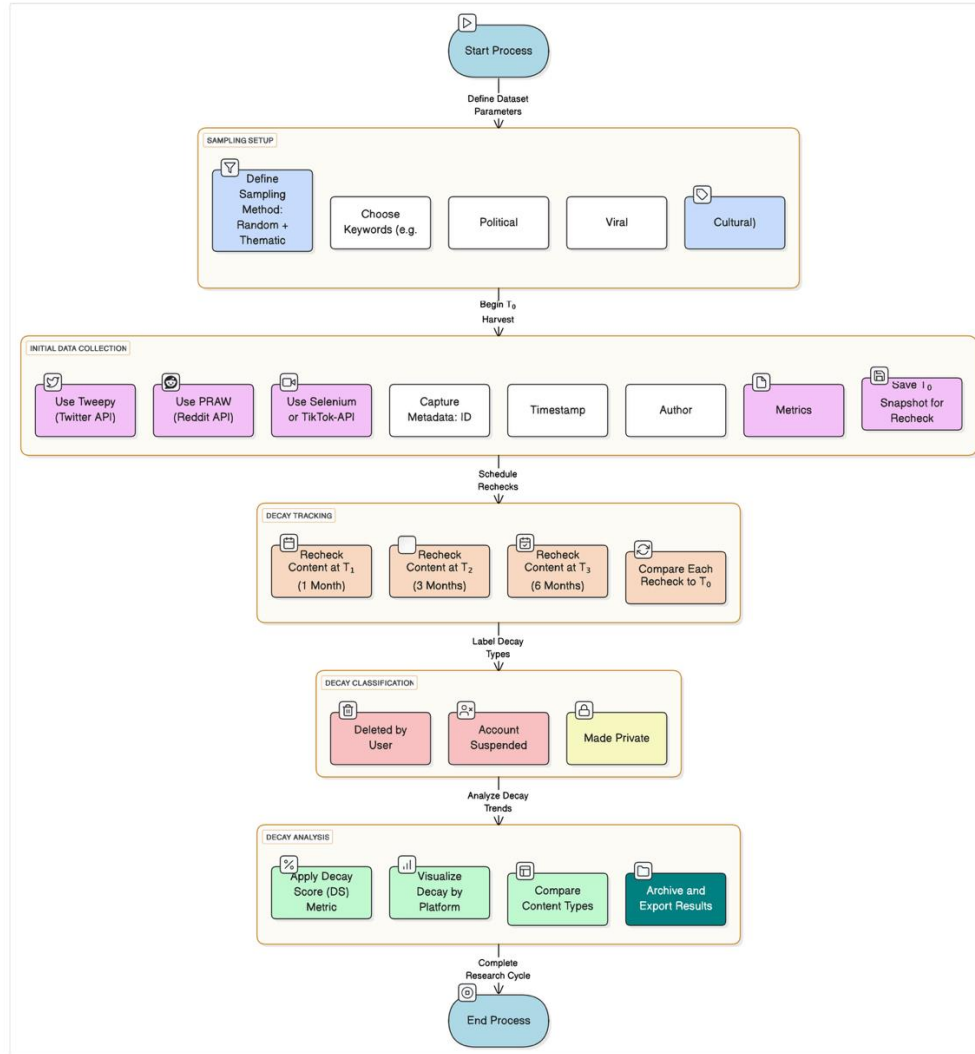 Start Process
Define Dataset
Parameters
SAMPLING SETUP
Define
Sampling
Method:
Random +
Thematic
Choose
Keywords (e.g.
Political
Viral
Cultural)
Begin T₀
Harvest
INITIAL DATA COLLECTION
Use Tweepy
(Twitter API)
Use PRAW
(Reddit API)
Use Selenium
or TikTok-API
Capture
Metadata: ID
Timestamp
Author
Metrics
Save T₀
Snapshot for
Recheck
Schedule
Rechecks
DECAY TRACKING
Recheck
Content at T₁
(1 Month)
Recheck
Content at T₂
(3 Months)
Recheck
Content at T₃
(6 Months)
Compare Each
Recheck to T₀
Label Decay
Types
DECAY CLASSIFICATION
Deleted by
User
Account
Suspended
Made Private
Analyze Decay
Trends
DECAY ANALYSIS
Apply Decay
Score (DS)
Metric
Visualize
Decay by
Platform
Compare
Content Types
Archive and
Export Results
Complete
Research Cycle
End Process